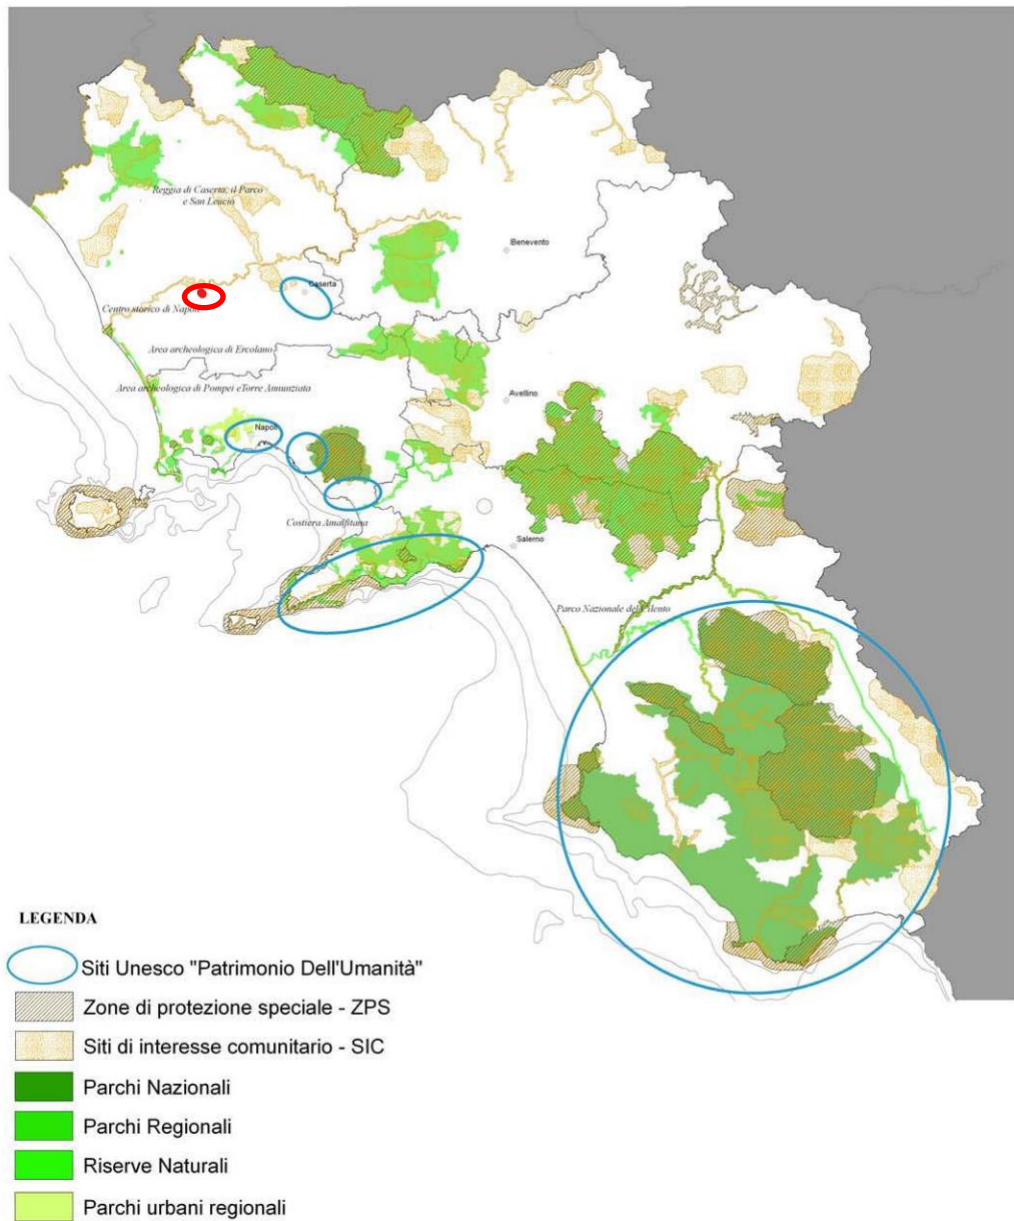 Reggia di Caserta, il Parco
e San Leucio
Benevento
Caserta
Centro storico di Napoli
Area archeologica di Ercolano
Area archeologica di Pompei eTorre Annunziata
Avellino
Napoli
Costiera Amalfitana
Salerno
Parco Nazionale del Cilento
LEGENDA
Siti Unesco "Patrimonio Dell'Umanità"
Zone di protezione speciale - ZPS
Siti di interesse comunitario - SIC
Parchi Nazionali
Parchi Regionali
Riserve Naturali
Parchi urbani regionali